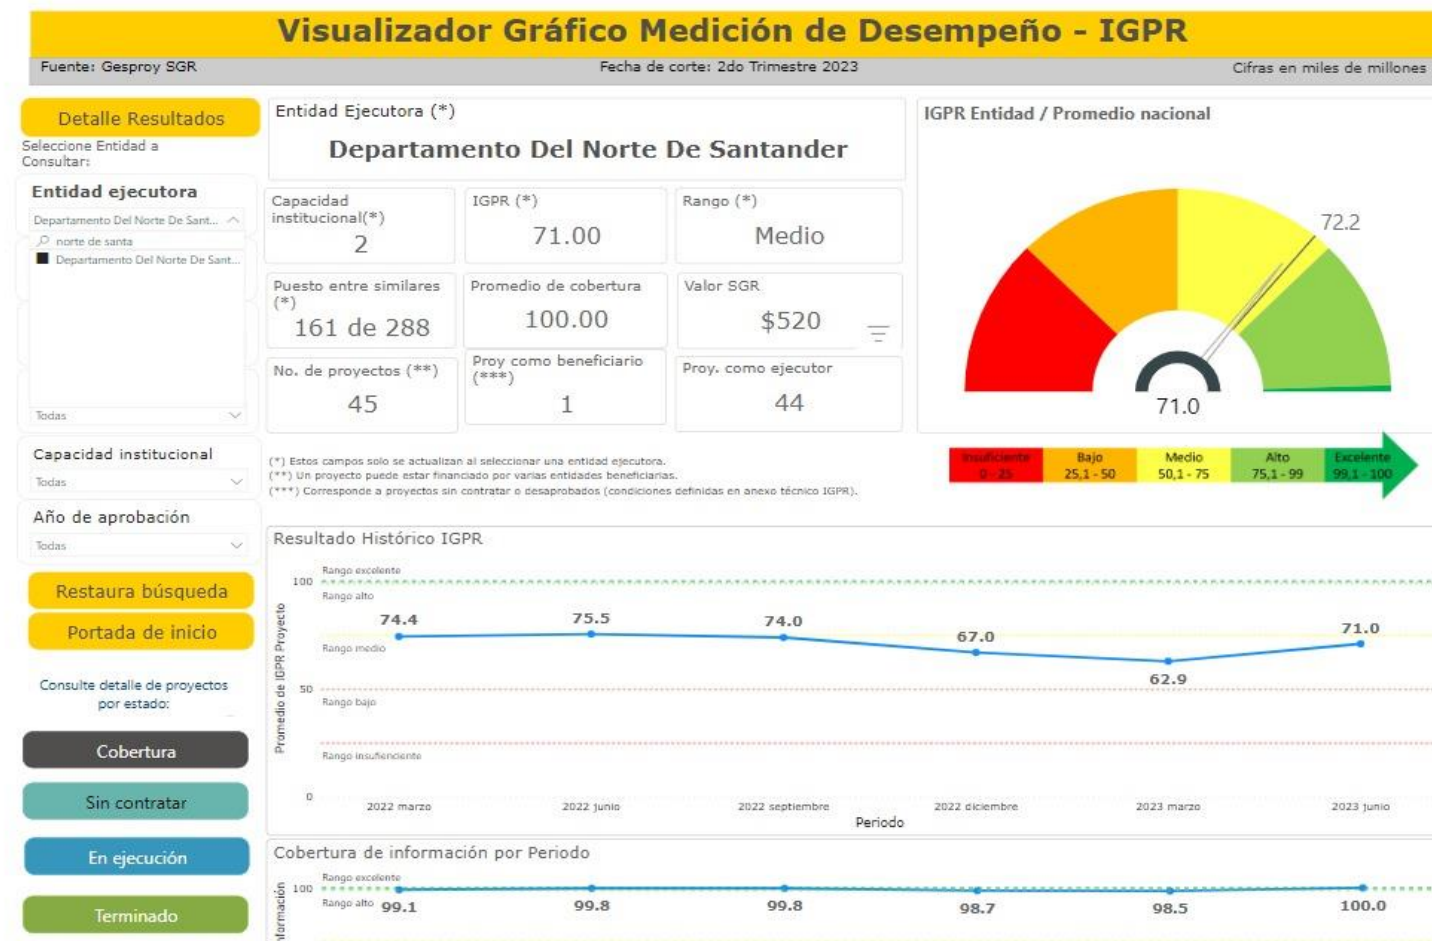 Visualizador Gráfico Medición de Desempeño - IGPR
Fuente: Gesproy SGR
Fecha de corte: 2do Trimestre 2023
Cifras en miles de millones
Detalle Resultados
Seleccione Entidad a
Consultar:
Entidad ejecutora
Departamento Del Norte De Sant...
norte de santa
Departamento Del Norte De Sant...
Todas
Capacidad institucional
Todas
Año de aprobación
Todas
Restaura búsqueda
Portada de inicio
Consulte detalle de proyectos
por estado:
Cobertura
Sin contratar
En ejecución
Terminado
Entidad Ejecutora (*)
Departamento Del Norte De Santander
Capacidad
institucional(*)
2
IGPR (*)
71.00
Rango (*)
Medio
Puesto entre similares
(*)
161 de 288
Promedio de cobertura
100.00
Valor SGR
$520
No. de proyectos (**)
45
Proy como beneficiario
(***)
1
Proy. como ejecutor
44
(*) Estos campos solo se actualizan al seleccionar una entidad ejecutora.
(**) Un proyecto puede estar financiado por varias entidades beneficiarias.
(***) Corresponde a proyectos sin contratar o desaprobados (condiciones definidas en anexo técnico IGPR).
IGPR Entidad / Promedio nacional
72.2
71.0
Insuficiente
0 - 25
Bajo
25,1 - 50
Medio
50,1 - 75
Alto
75,1 - 99
Excelente
99,1 - 100
Resultado Histórico IGPR
Promedio de IGPR Proyecto
100
50
0
Rango excelente
Rango alto
Rango medio
Rango bajo
Rango insufienciente
74.4
75.5
74.0
67.0
62.9
71.0
2022 marzo
2022 junio
2022 septiembre
2022 diciembre
2023 marzo
2023 junio
Periodo
Cobertura de información por Periodo
100
Rango excelente
Rango alto
99.1
99.8
99.8
98.7
98.5
100.0